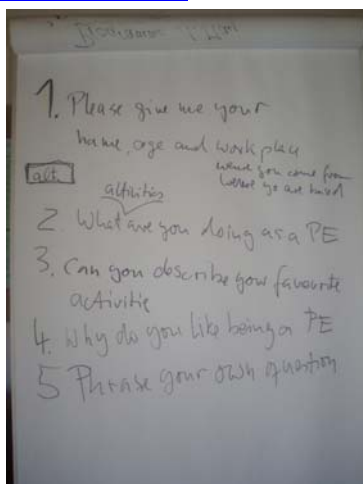 1. Please give me your
name, age and work place
where you come from
where yo are based
alt.
activities
2 What are you doing as a PE
3. Can you describe your favourite
activitie
4. Why do you like being a PE
5 Phrase your own question